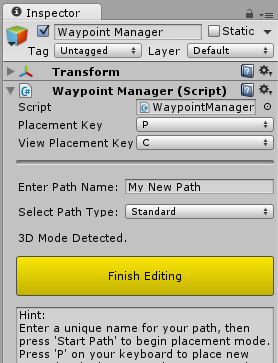 Inspector
Waypoint Manager Static
Tag Untagged Layer Default
Transform
Waypoint Manager (Script)
Script WaypointManager
Placement Key P
View Placement Key C
Enter Path Name: My New Path
Select Path Type: Standard
3D Mode Detected.
Finish Editing
Hint:
Enter a unique name for your path, then
press 'Start Path' to begin placement mode.
Press 'P' on your keyboard to place new